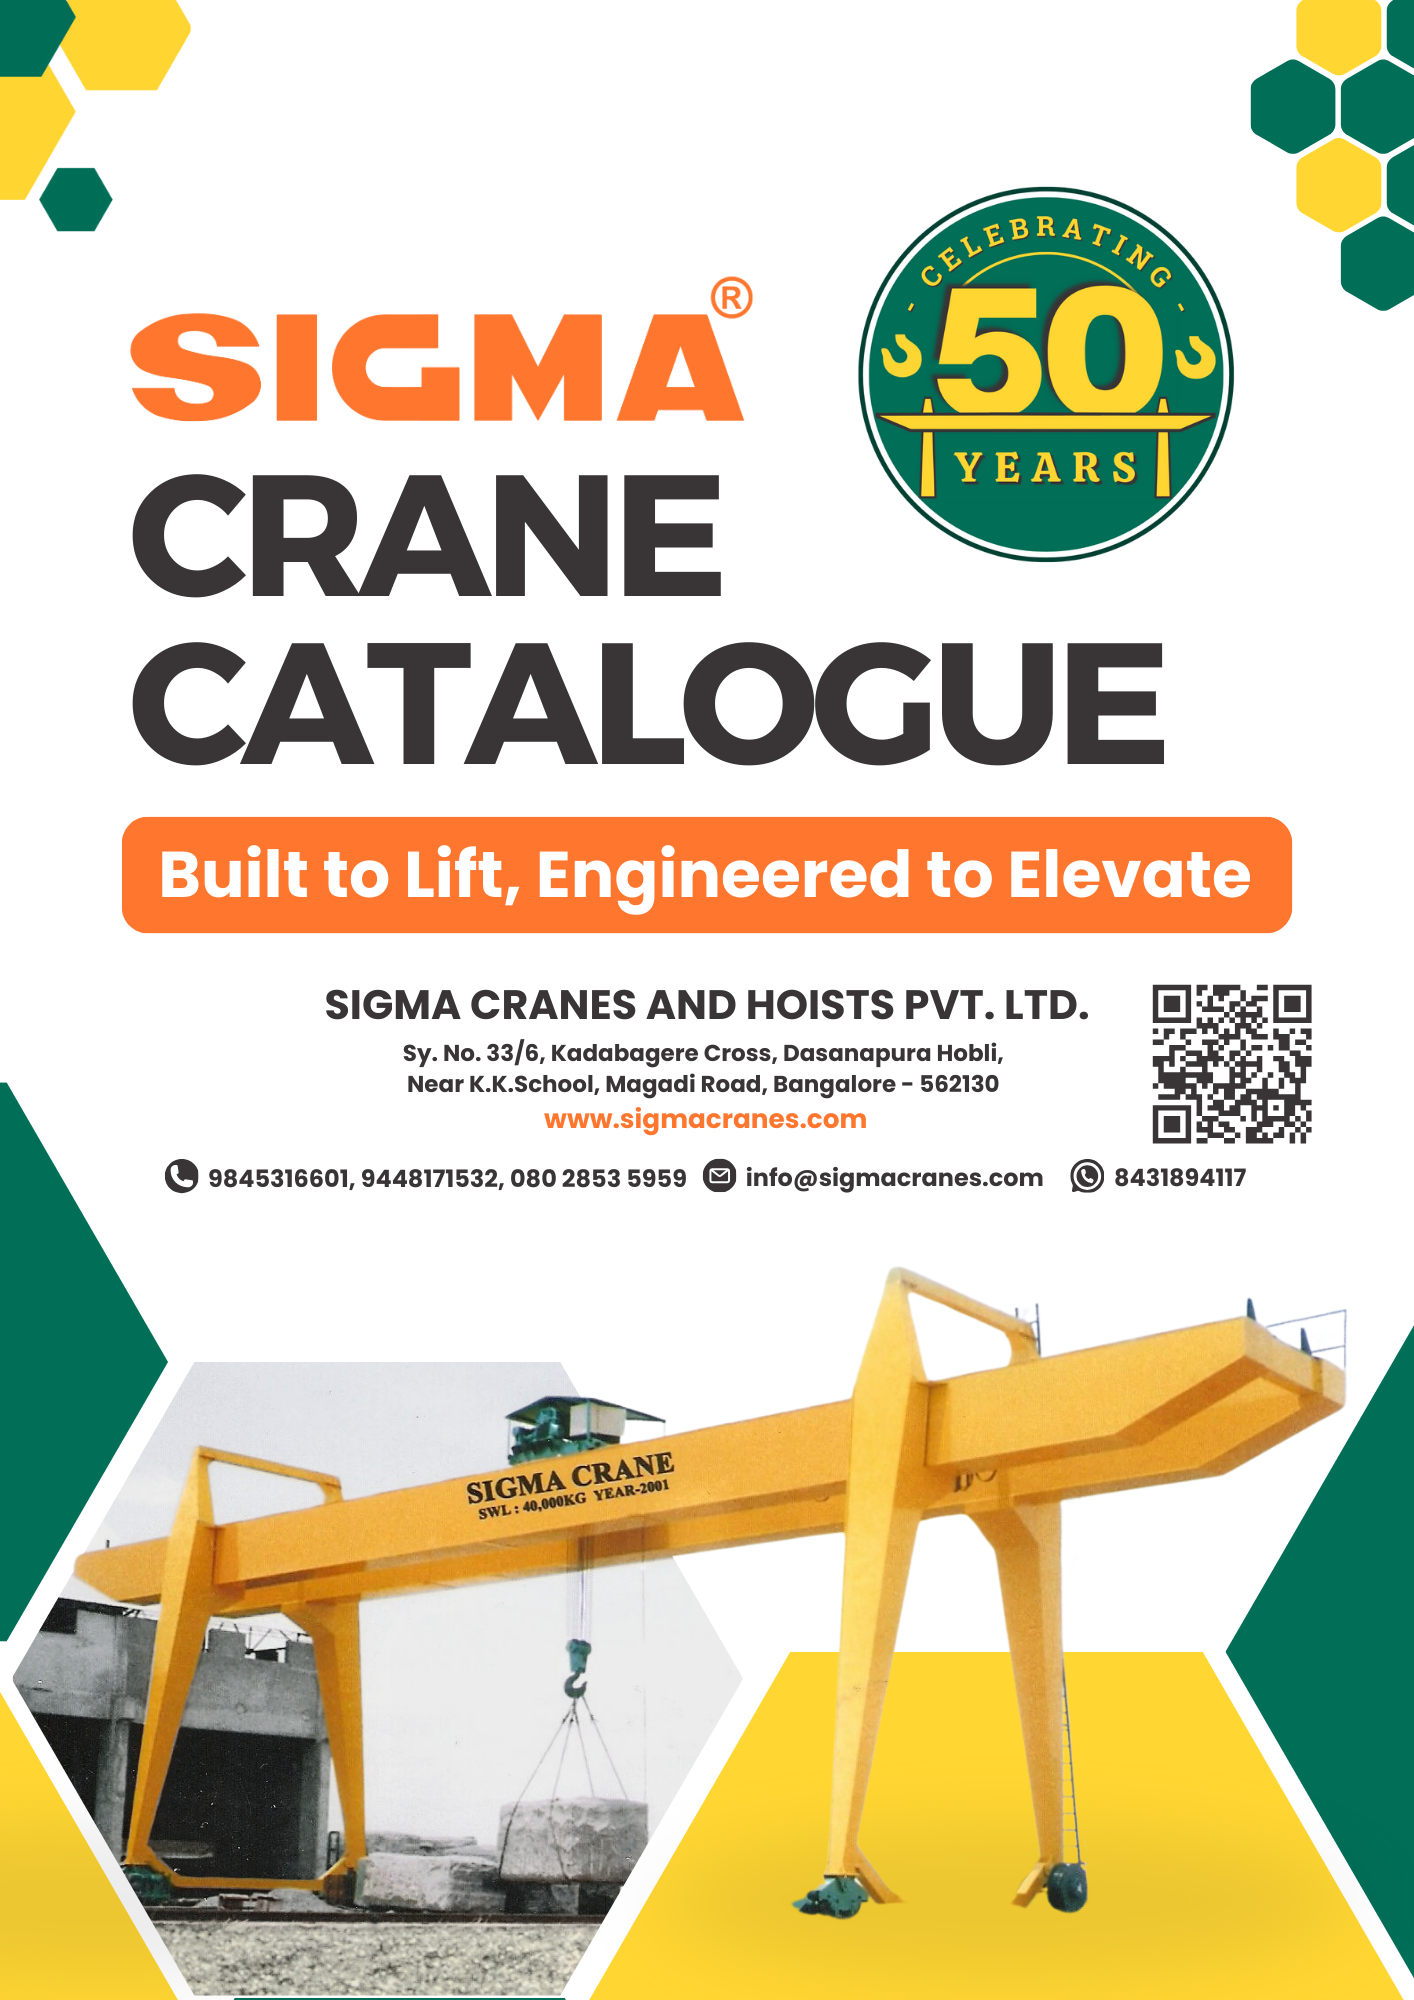 SIGMA®
CRANE
CATALOGUE
- CELEBRATING -
50
YEARS
Built to Lift, Engineered to Elevate
SIGMA CRANES AND HOISTS PVT. LTD.
Sy. No. 33/6, Kadabagere Cross, Dasanapura Hobli,
Near K.K.School, Magadi Road, Bangalore - 562130
www.sigmacranes.com
9845316601, 9448171532, 080 2853 5959
info@sigmacranes.com
8431894117
SIGMA CRANE
SWL : 40,000KG YEAR-2001